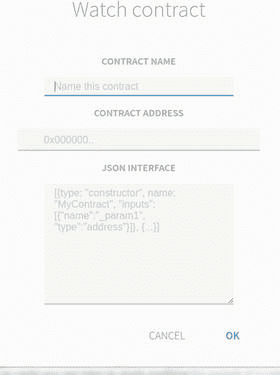 Watch contract
CONTRACT NAME
Name this contract
CONTRACT ADDRESS
0x000000..
JSON INTERFACE
[{type: "constructor", name:
"MyContract", "inputs":
[{"name":"_param1",
"type":"address"}]}, {...}]
CANCEL OK